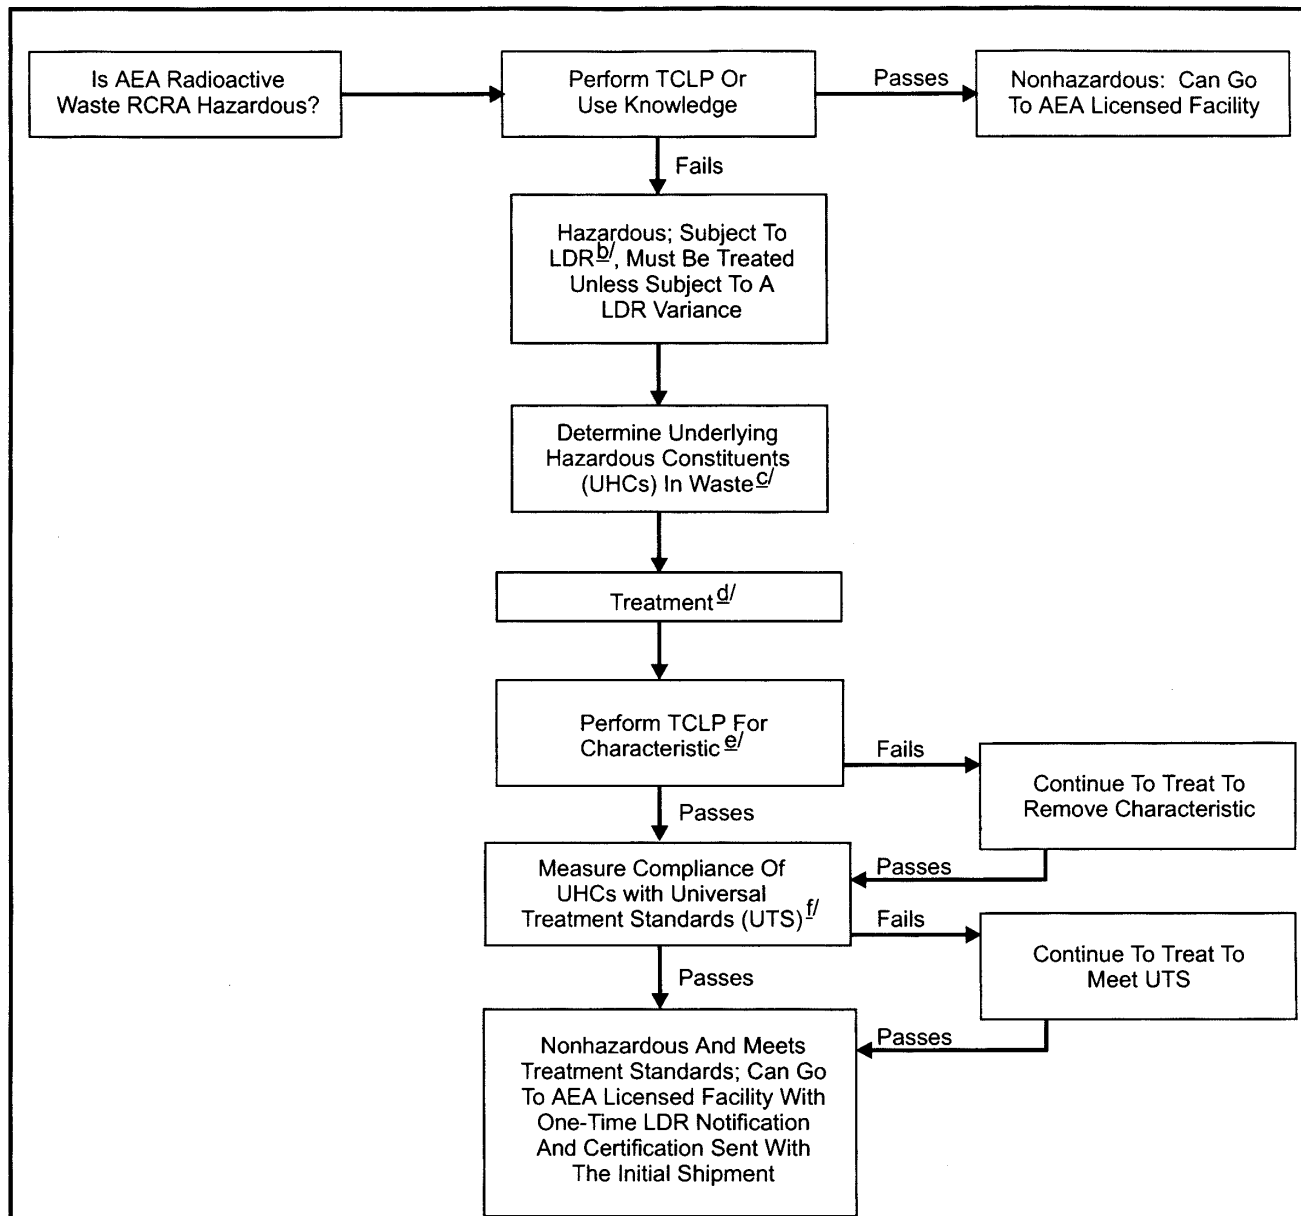 Is AEA Radioactive
Waste RCRA Hazardous?
Perform TCLP Or
Use Knowledge
Passes
Nonhazardous: Can Go
To AEA Licensed Facility
Fails
Hazardous; Subject To
LDR b/, Must Be Treated
Unless Subject To A
LDR Variance
Determine Underlying
Hazardous Constituents
(UHCs) In Waste c/
Treatment d/
Perform TCLP For
Characteristic e/
Fails
Continue To Treat To
Remove Characteristic
Passes
Passes
Measure Compliance Of
UHCs with Universal
Treatment Standards (UTS) f/
Fails
Continue To Treat To
Meet UTS
Passes
Passes
Nonhazardous And Meets
Treatment Standards; Can Go
To AEA Licensed Facility With
One-Time LDR Notification
And Certification Sent With
The Initial Shipment